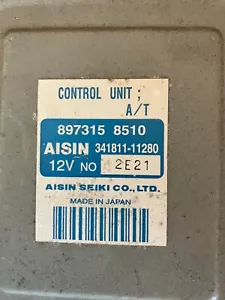 CONTROL UNIT;
A/T
897315 8510
AISIN 341811-11280
12V NO 2E21
AISIN SEIKI CO., LTD.
MADE IN JAPAN